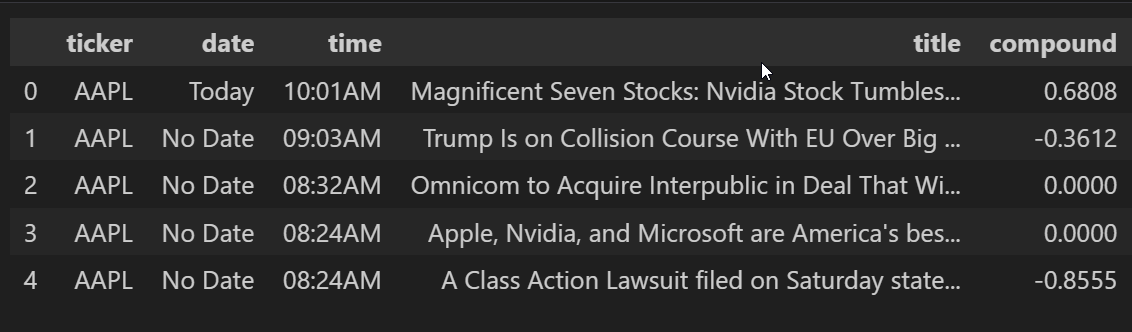 ticker date time title compound
0 AAPL Today 10:01AM Magnificent Seven Stocks: Nvidia Stock Tumbles... 0.6808
1 AAPL No Date 09:03AM Trump Is on Collision Course With EU Over Big ... -0.3612
2 AAPL No Date 08:32AM Omnicom to Acquire Interpublic in Deal That Wi... 0.0000
3 AAPL No Date 08:24AM Apple, Nvidia, and Microsoft are America's bes... 0.0000
4 AAPL No Date 08:24AM A Class Action Lawsuit filed on Saturday state... -0.8555